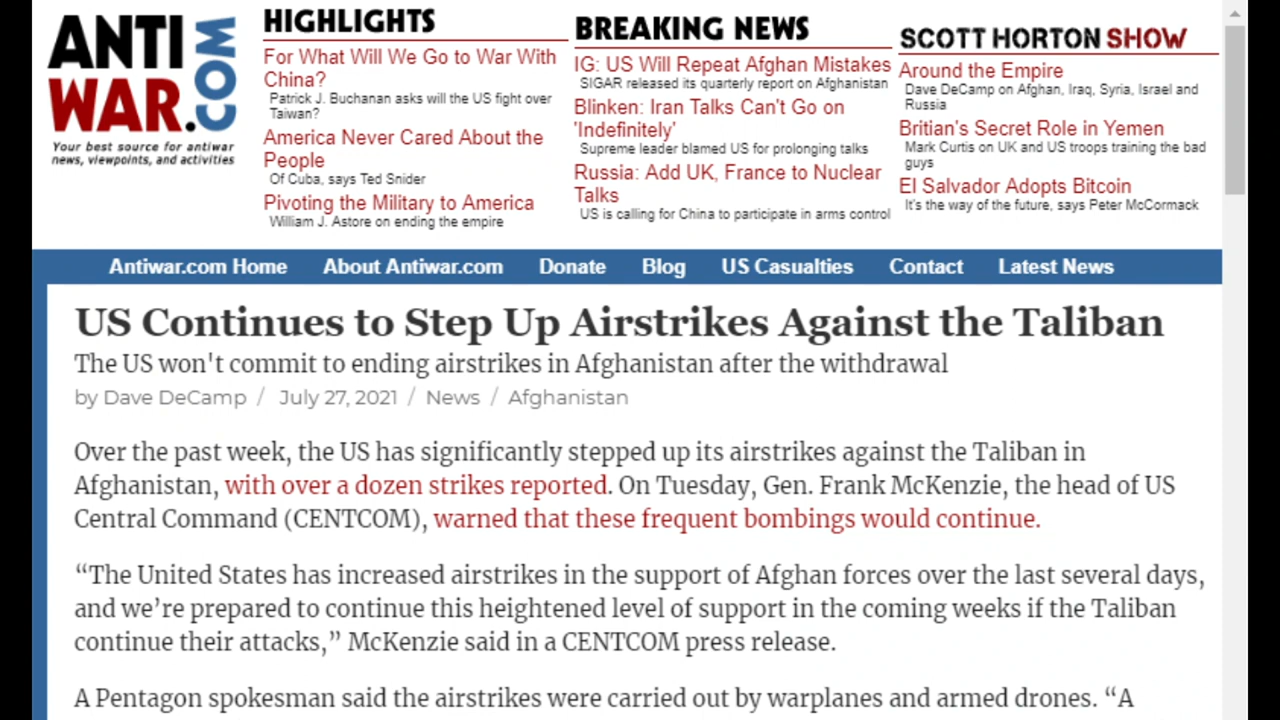 ANTI
WAR.COM
Your best source for antiwar
news, viewpoints, and activities
HIGHLIGHTS
For What Will We Go to War With
China?
Patrick J. Buchanan asks will the US fight over
Taiwan?
America Never Cared About the
People
Of Cuba, says Ted Snider
Pivoting the Military to America
William J. Astore on ending the empire
BREAKING NEWS
IG: US Will Repeat Afghan Mistakes
SIGAR released its quarterly report on Afghanistan
Blinken: Iran Talks Can't Go on
'Indefinitely'
Supreme leader blamed US for prolonging talks
Russia: Add UK, France to Nuclear
Talks
US is calling for China to participate in arms control
SCOTT HORTON SHOW
Around the Empire
Dave DeCamp on Afghan, Iraq, Syria, Israel and
Russia
Britian's Secret Role in Yemen
Mark Curtis on UK and US troops training the bad
guys
El Salvador Adopts Bitcoin
It's the way of the future, says Peter McCormack
Antiwar.com Home About Antiwar.com Donate Blog US Casualties Contact Latest News
US Continues to Step Up Airstrikes Against the Taliban
The US won't commit to ending airstrikes in Afghanistan after the withdrawal
by Dave DeCamp / July 27, 2021 / News / Afghanistan
Over the past week, the US has significantly stepped up its airstrikes against the Taliban in
Afghanistan, with over a dozen strikes reported. On Tuesday, Gen. Frank McKenzie, the head of US
Central Command (CENTCOM), warned that these frequent bombings would continue.
“The United States has increased airstrikes in the support of Afghan forces over the last several days,
and we’re prepared to continue this heightened level of support in the coming weeks if the Taliban
continue their attacks,” McKenzie said in a CENTCOM press release.
A Pentagon spokesman said the airstrikes were carried out by warplanes and armed drones. “A